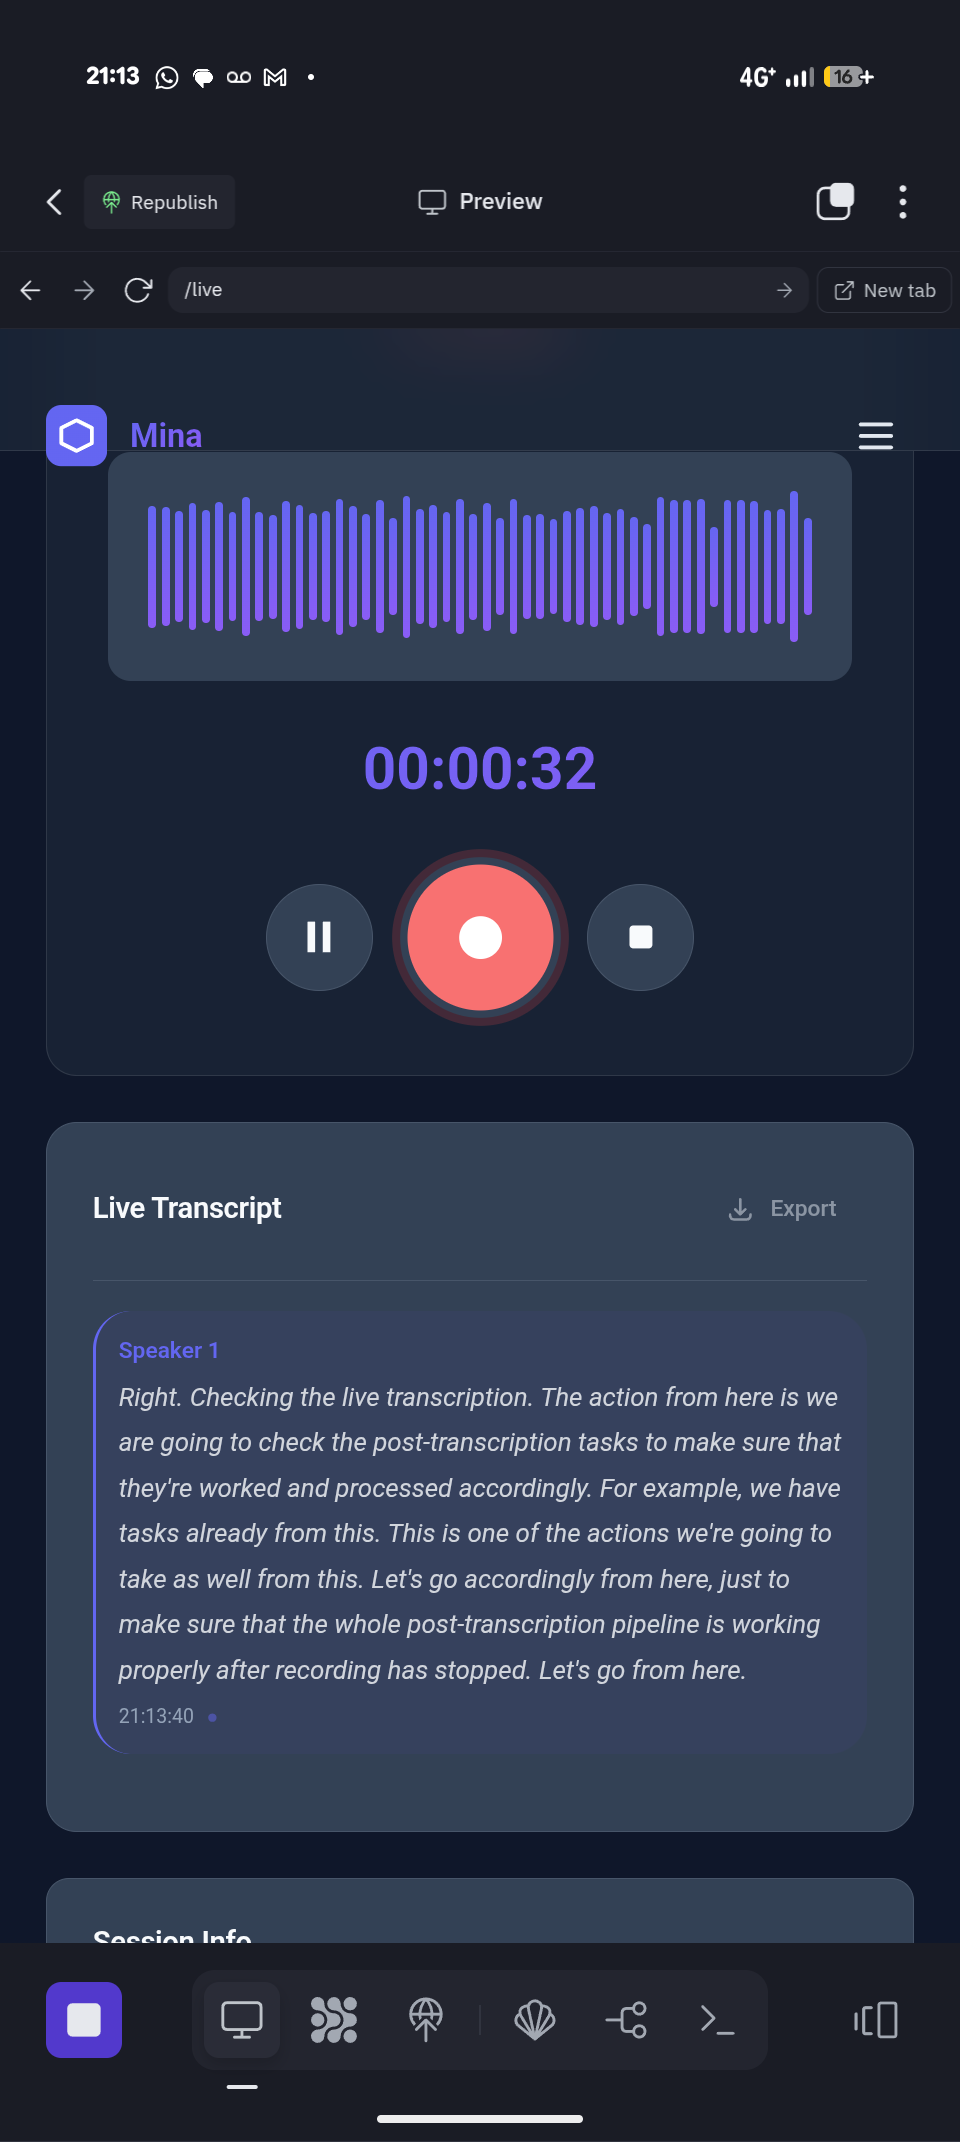 21:13
4G+
16
Republish
Preview
/live
New tab
Mina
00:00:32
Live Transcript
Export
Speaker 1
Right. Checking the live transcription. The action from here is we
are going to check the post-transcription tasks to make sure that
they're worked and processed accordingly. For example, we have
tasks already from this. This is one of the actions we're going to
take as well from this. Let's go accordingly from here, just to
make sure that the whole post-transcription pipeline is working
properly after recording has stopped. Let's go from here.
21:13:40
Session Info